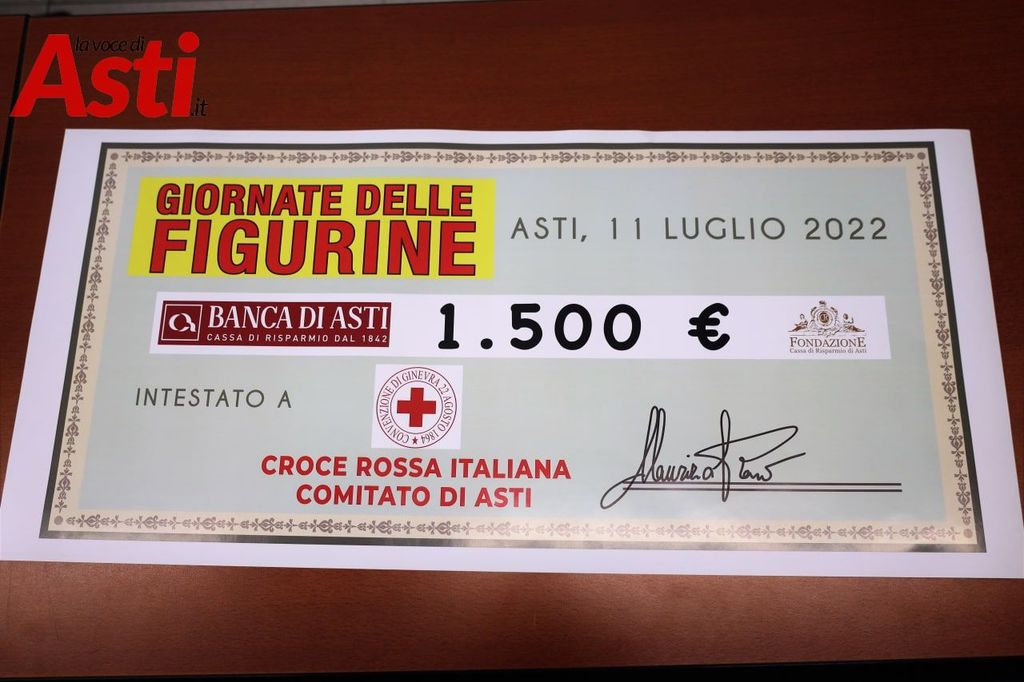 la voce di
Asti.it
GIORNATE DELLE
FIGURINE
ASTI, 11 LUGLIO 2022
BANCA DI ASTI
CASSA DI RISPARMIO DAL 1842
1.500 €
FONDAZIONE
Cassa di Risparmio di Asti
INTESTATO A
CONVENZIONE DI GINEVRA 22 AGOSTO 1864
CROCE ROSSA ITALIANA
COMITATO DI ASTI